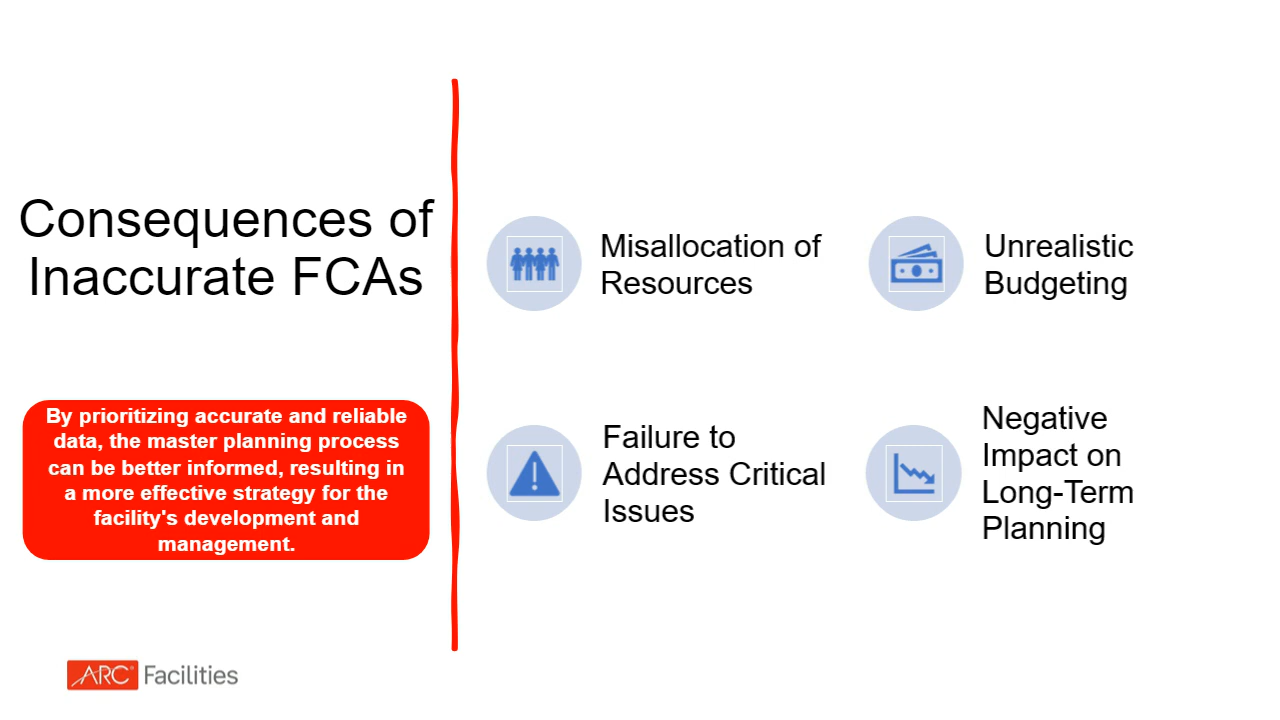 Consequences of
Inaccurate FCAs
By prioritizing accurate and reliable
data, the master planning process
can be better informed, resulting in
a more effective strategy for the
facility's development and
management.
Misallocation of
Resources
Unrealistic
Budgeting
Failure to
Address Critical
Issues
Negative
Impact on
Long-Term
Planning
ARC® Facilities